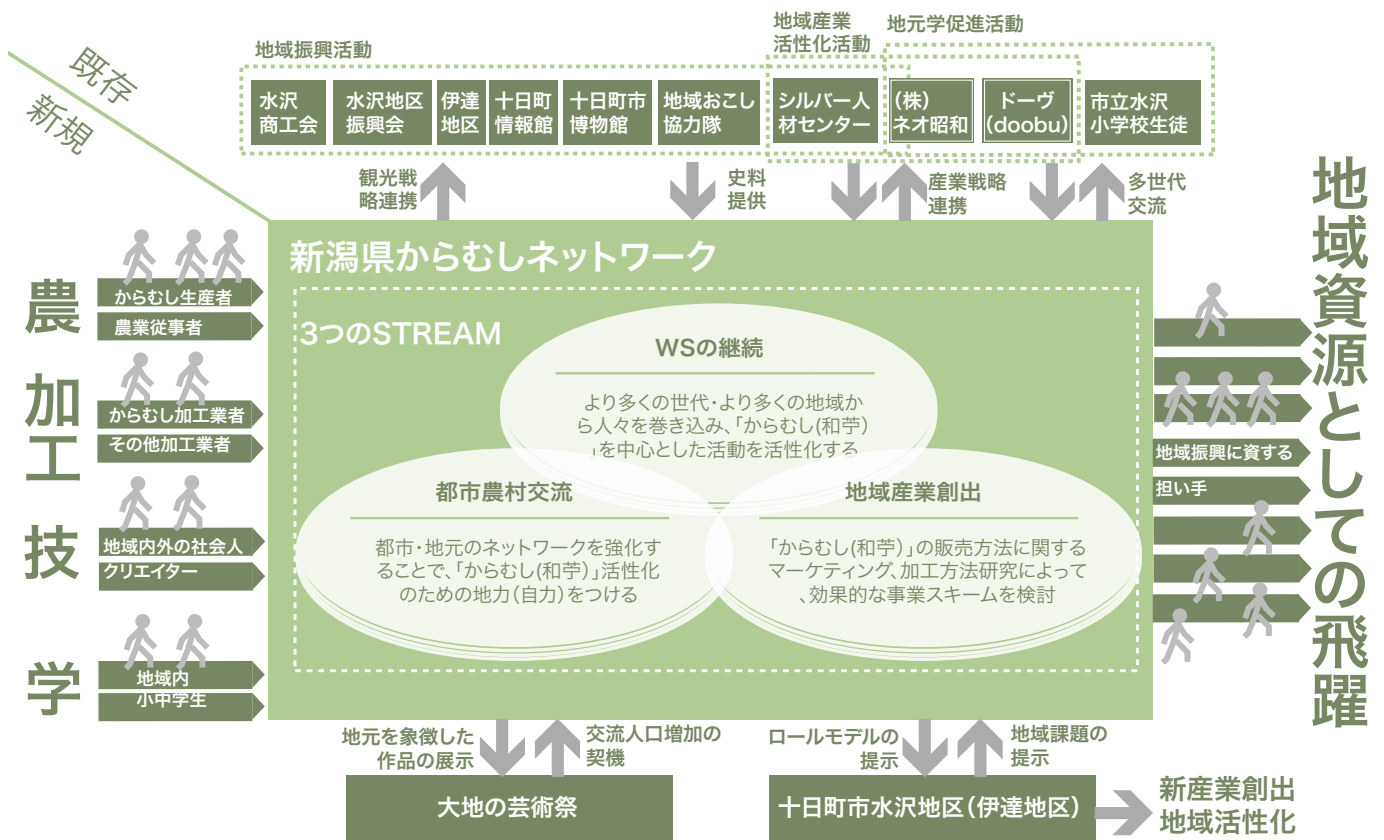 既存
新規
地域振興活動
地域産業
活性化活動
地元学促進活動
水沢
商工会
水沢地区
振興会
伊達
地区
十日町
情報館
十日町市
博物館
地域おこし
協力隊
シルバー人
材センター
(株)
ネオ昭和
ドーヴ
(doobu)
市立水沢
小学校生徒
観光戦
略連携
史料
提供
産業戦略
連携
多世代
交流
新潟県からむしネットワーク
3つのSTREAM
WSの継続
より多くの世代・より多くの地域か
ら人々を巻き込み、「からむし(和苧)
」を中心とした活動を活性化する
都市農村交流
都市・地元のネットワークを強化す
ることで、「からむし(和苧)」活性化
のための地力(自力)をつける
地域産業創出
「からむし(和苧)」の販売方法に関する
マーケティング、加工方法研究によって
、効果的な事業スキームを検討
農
からむし生産者
農業従事者
加工
からむし加工業者
その他加工業者
技
地域内外の社会人
クリエイター
学
地域内
小中学生
地域振興に資する
担い手
地域資源としての飛躍
地元を象徴した
作品の展示
交流人口増加の
契機
ロールモデルの
提示
地域課題の
提示
大地の芸術祭
十日町市水沢地区(伊達地区)
新産業創出
地域活性化